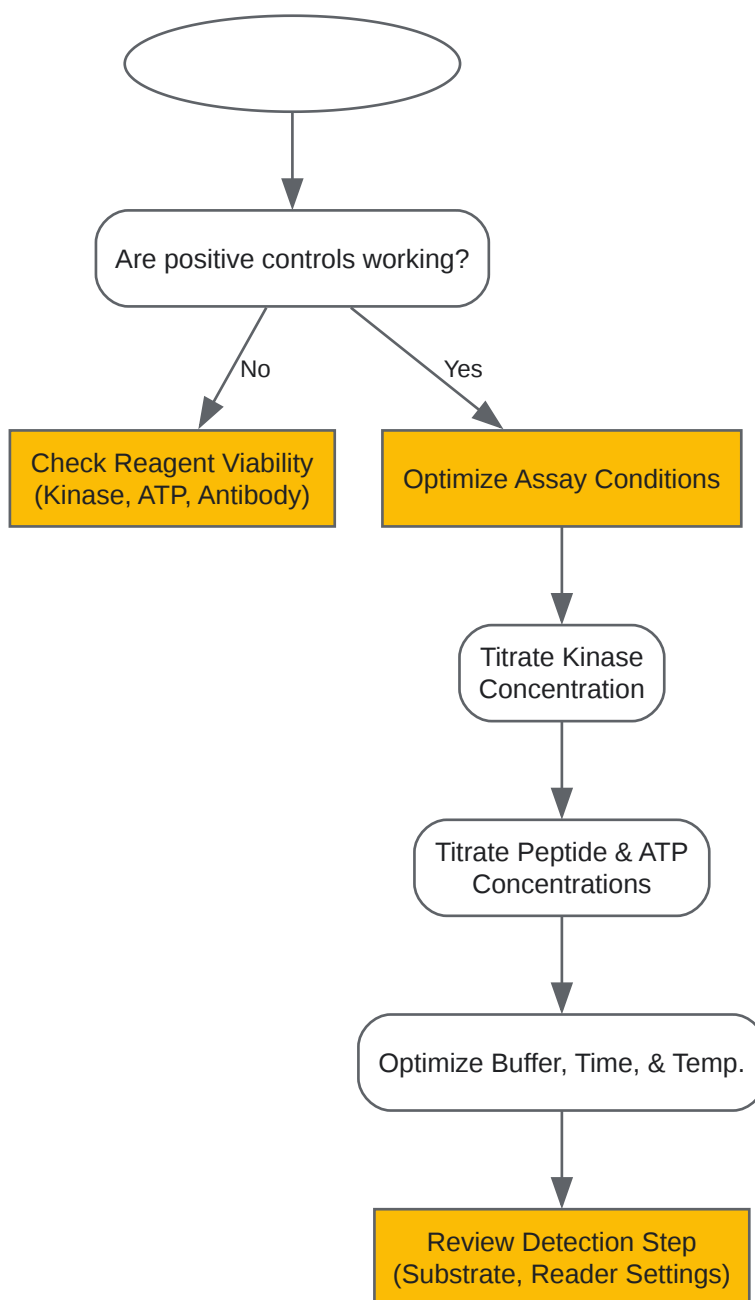 Are positive controls working?
No
Yes
Check Reagent Viability
(Kinase, ATP, Antibody)
Optimize Assay Conditions
Titrate Kinase
Concentration
Titrate Peptide & ATP
Concentrations
Optimize Buffer, Time, & Temp.
Review Detection Step
(Substrate, Reader Settings)